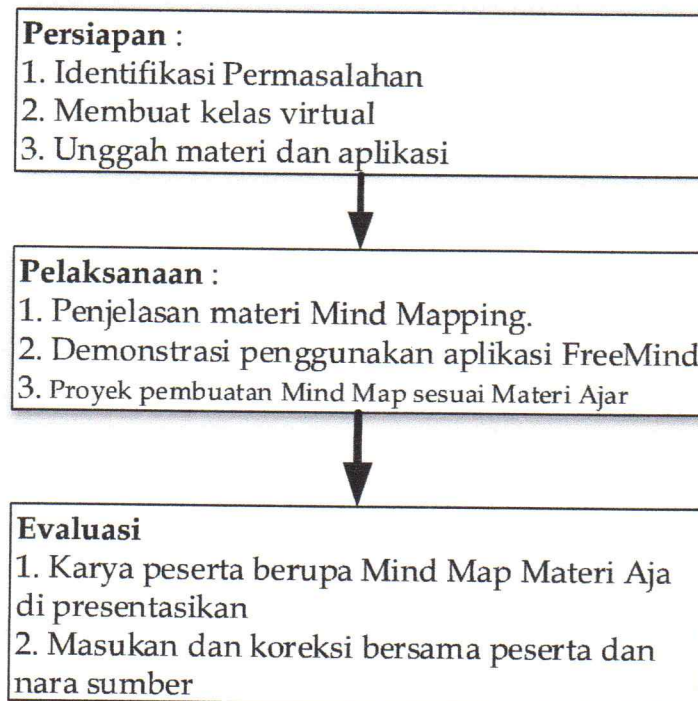 Persiapan :
1. Identifikasi Permasalahan
2. Membuat kelas virtual
3. Unggah materi dan aplikasi
Pelaksanaan :
1. Penjelasan materi Mind Mapping.
2. Demonstrasi penggunakan aplikasi FreeMind
3. Proyek pembuatan Mind Map sesuai Materi Ajar
Evaluasi
1. Karya peserta berupa Mind Map Materi Aja
di presentasikan
2. Masukan dan koreksi bersama peserta dan
nara sumber